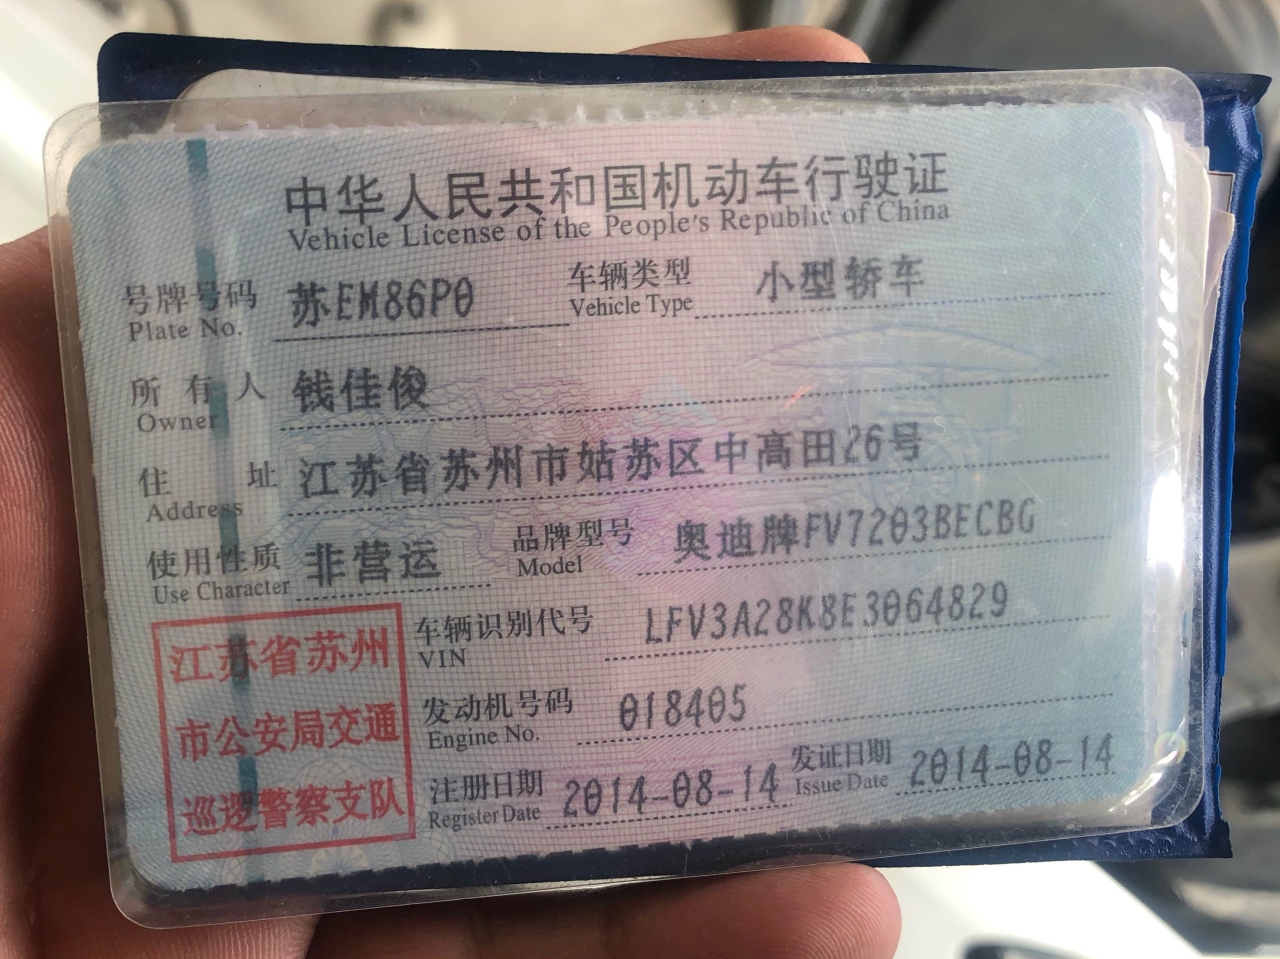 中华人民共和国机动车行驶证
Vehicle License of the People's Republic of China
号牌号码 苏EM86P0 车辆类型 小型轿车
Plate No. Vehicle Type
所有人 钱佳俊
Owner
住址 江苏省苏州市姑苏区中高田26号
Address
使用性质 非营运 品牌型号 奥迪牌FV7203BECBG
Use Character Model
江苏省苏州
市公安局交通
巡逻警察支队
车辆识别代号 LFV3A28K8E3064829
VIN
发动机号码 018405
Engine No.
注册日期 2014-08-14 发证日期 2014-08-14
Register Date Issue Date